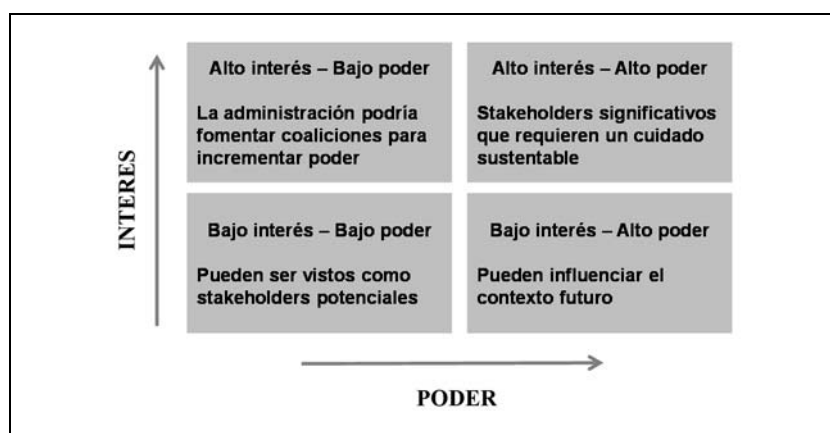 Alto interés – Bajo poder
La administración podría
fomentar coaliciones para
incrementar poder
Alto interés – Alto poder
Stakeholders significativos
que requieren un cuidado
sustentable
Bajo interés – Bajo poder
Pueden ser vistos como
stakeholders potenciales
Bajo interés – Alto poder
Pueden influenciar el
contexto futuro
INTERES
PODER